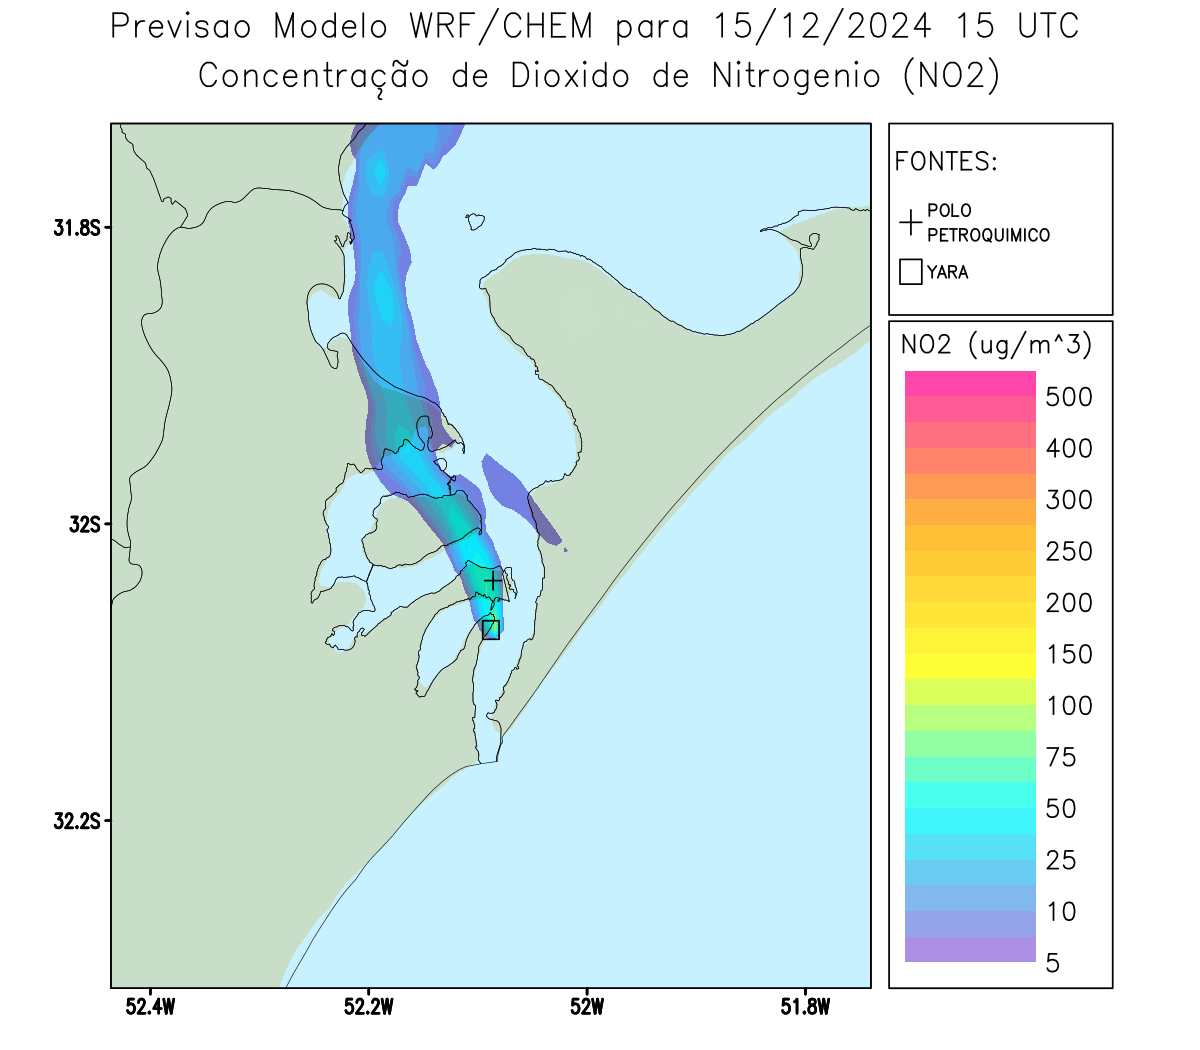 Previsao Modelo WRF/CHEM para 15/12/2024 15 UTC
Concentração de Dioxido de Nitrogenio (NO2)
FONTES:
POLO
PETROQUIMICO
YARA
NO2 (ug/m^3)
500
400
300
250
200
150
100
75
50
25
10
5
31.8S
32S
32.2S
52.4W
52.2W
52W
51.8W